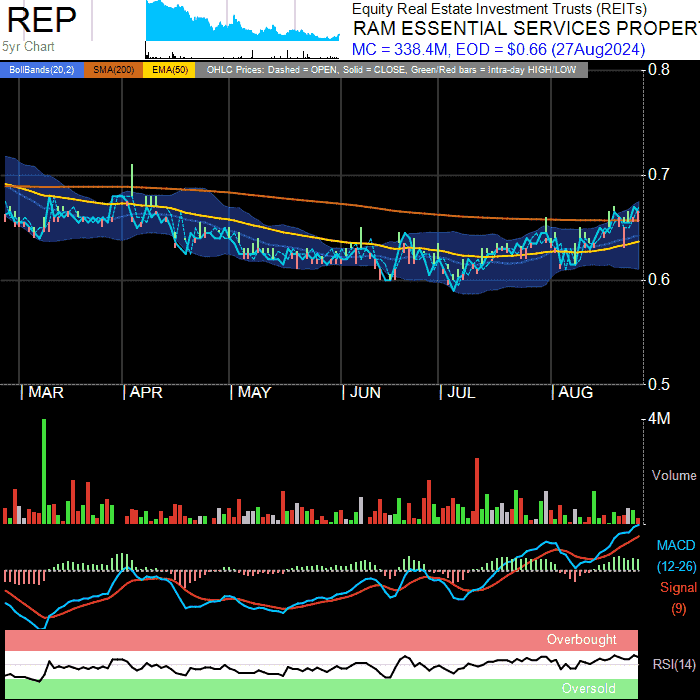 REP
5yr Chart
Equity Real Estate Investment Trusts (REITs)
RAM ESSENTIAL SERVICES PROPER
MC = 338.4M, EOD = $0.66 (27Aug2024)
BollBands(20,2) SMA(200) EMA(50) OHLC Prices: Dashed = OPEN, Solid = CLOSE, Green/Red bars = Intra-day HIGH/LOW
0.8
0.7
0.6
0.5
MAR APR MAY JUN JUL AUG
4M
Volume
MACD
(12-26)
Signal
(9)
Overbought
RSI(14)
Oversold